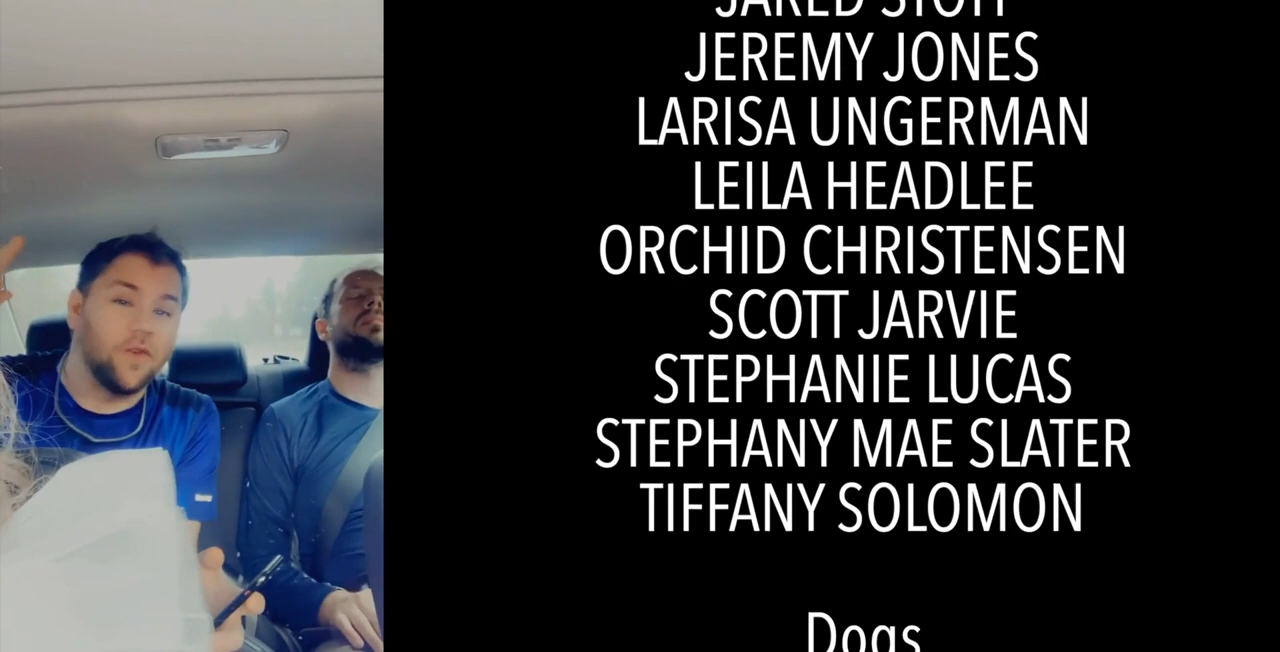 JEREMY JONES
LARISA UNGERMAN
LEILA HEADLEE
ORCHID CHRISTENSEN
SCOTT JARVIE
STEPHANIE LUCAS
STEPHANY MAE SLATER
TIFFANY SOLOMON
Dogs